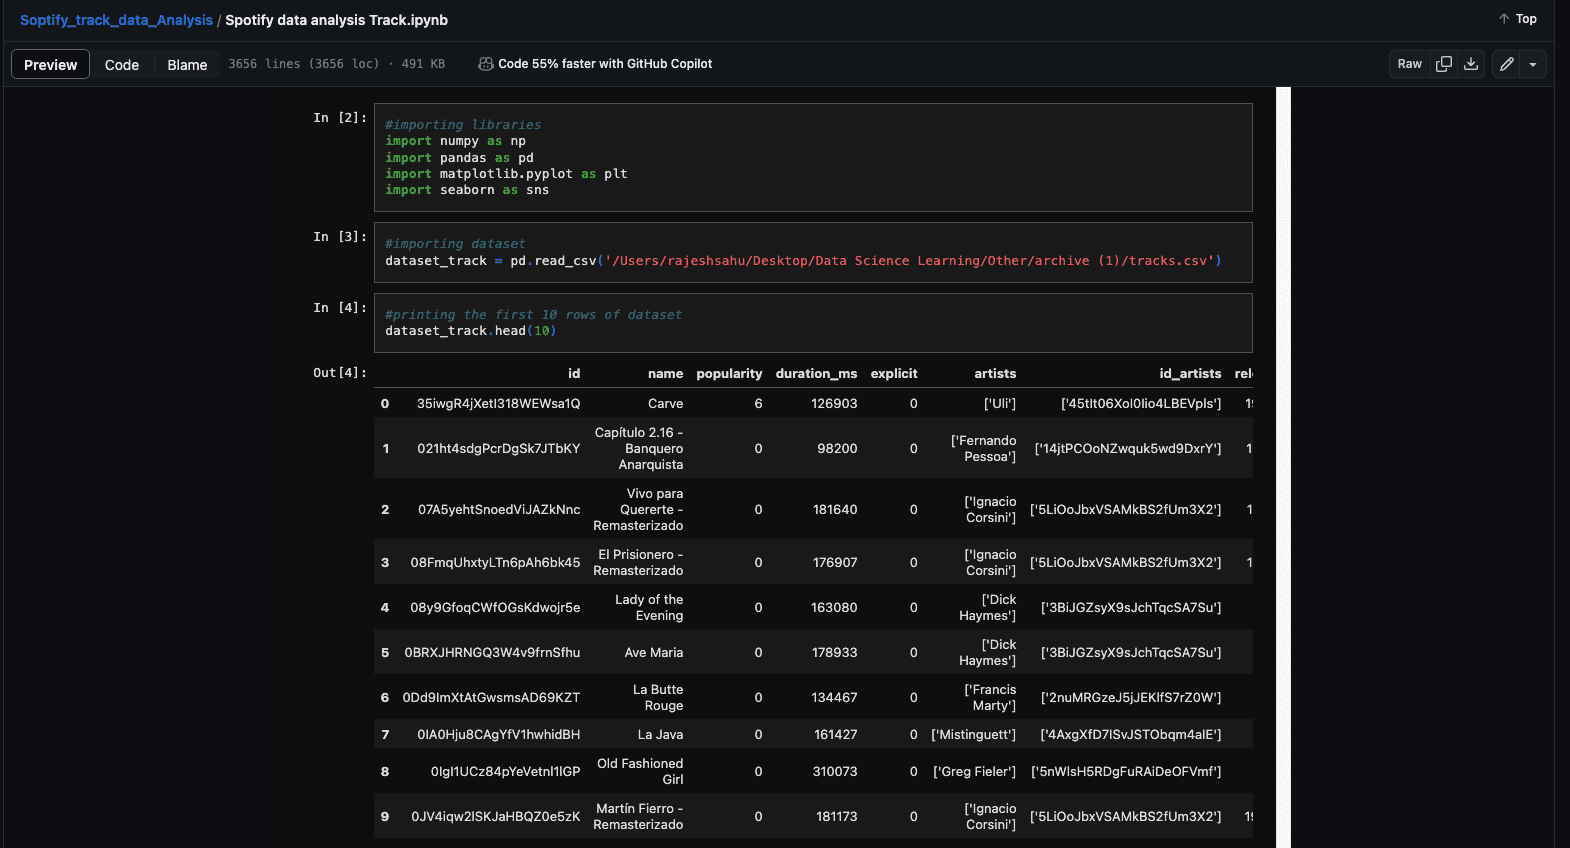 Soptify_track_data_Analysis / Spotify data analysis Track.ipynb
Top
Preview Code Blame 3656 lines (3656 loc) · 491 KB Code 55% faster with GitHub Copilot Raw
In [2]:
#importing libraries
import numpy as np
import pandas as pd
import matplotlib.pyplot as plt
import seaborn as sns
In [3]:
#importing dataset
dataset_track = pd.read_csv('/Users/rajeshsahu/Desktop/Data Science Learning/Other/archive (1)/tracks.csv')
In [4]:
#printing the first 10 rows of dataset
dataset_track.head(10)
Out[4]:
id name popularity duration_ms explicit artists id_artists
0 35iwgR4jXetI318WEWsa1Q Carve 6 126903 0 ['Uli'] ['45tIt06XoI0Iio4LBEVpls']
1 021ht4sdgPcrDgSk7JTbKY Capítulo 2.16 - Banquero Anarquista 0 98200 0 ['Fernando Pessoa'] ['14jtPCOoNZwquk5wd9DxrY']
2 07A5yehtSnoedViJAZkNnc Vivo para Quererte - Remasterizado 0 181640 0 ['Ignacio Corsini'] ['5LiOoJbxVSAMkBS2fUm3X2']
3 08FmqUhxtyLTn6pAh6bk45 El Prisionero - Remasterizado 0 176907 0 ['Ignacio Corsini'] ['5LiOoJbxVSAMkBS2fUm3X2']
4 08y9GfoqCWfOGsKdwojr5e Lady of the Evening 0 163080 0 ['Dick Haymes'] ['3BiJGZsyX9sJchTqcSA7Su']
5 0BRXJHRNGQ3W4v9frnSfhu Ave Maria 0 178933 0 ['Dick Haymes'] ['3BiJGZsyX9sJchTqcSA7Su']
6 0Dd9ImXtAtGwsmsAD69KZT La Butte Rouge 0 134467 0 ['Francis Marty'] ['2nuMRGzeJ5jJEKlfS7rZ0W']
7 0IA0Hju8CAgYfV1hwhidBH La Java 0 161427 0 ['Mistinguett'] ['4AxgXfD7ISvJSTObqm4aIE']
8 0IgI1UCz84pYeVetnl1lGP Old Fashioned Girl 0 310073 0 ['Greg Fieler'] ['5nWlsH5RDgFuRAiDeOFVmf']
9 0JV4iqw2lSKJaHBQZ0e5zK Martín Fierro - Remasterizado 0 181173 0 ['Ignacio Corsini'] ['5LiOoJbxVSAMkBS2fUm3X2']